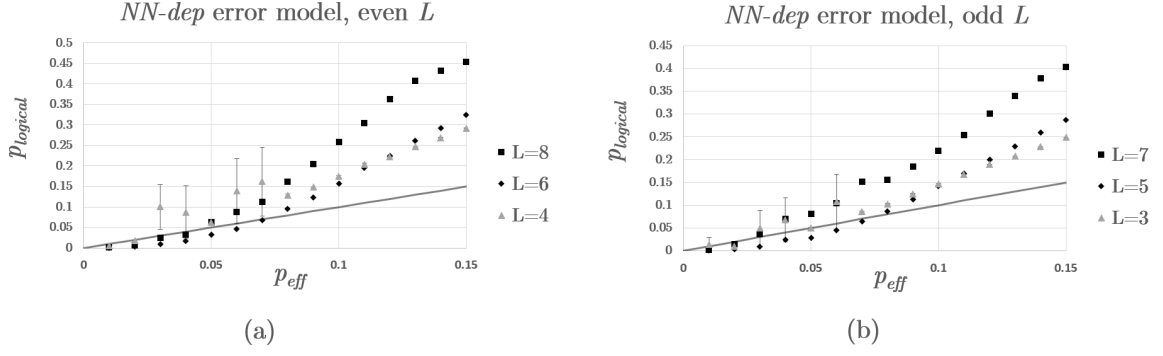 NN-dep error model, even L
0.5
0.45
0.4
0.35
0.3
0.25
0.2
0.15
0.1
0.05
0
p_logical
0 0.05 0.1 0.15
p_eff
L=8
L=6
L=4
(a)
NN-dep error model, odd L
0.45
0.4
0.35
0.3
0.25
0.2
0.15
0.1
0.05
0
p_logical
0 0.05 0.1 0.15
p_eff
L=7
L=5
L=3
(b)